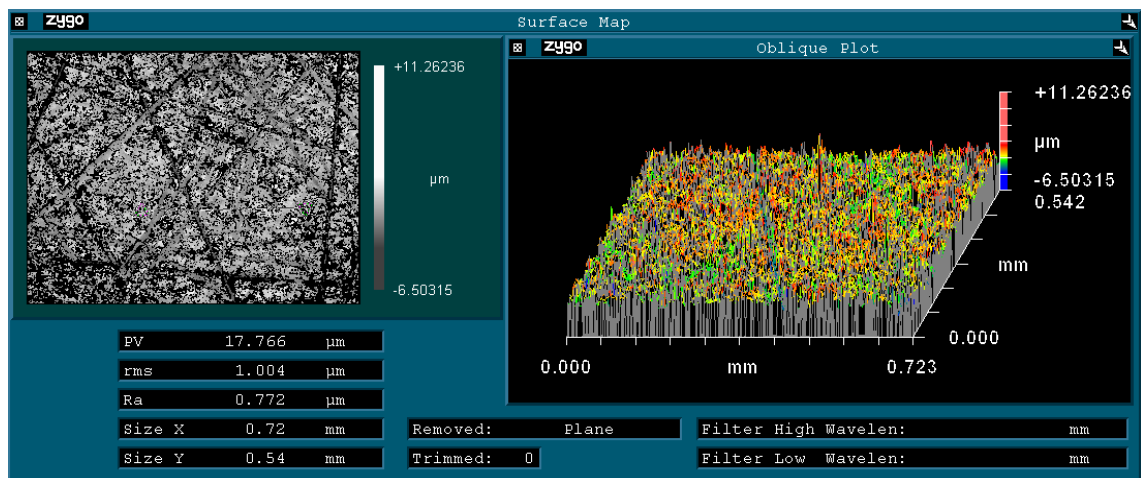 zygo Surface Map
+11.26236
µm
-6.50315
zygo Oblique Plot
+11.26236
µm
-6.50315
0.542
mm
0.000
0.000 mm 0.723
PV 17.766 µm
rms 1.004 µm
Ra 0.772 µm
Size X 0.72 mm
Size Y 0.54 mm
Removed: Plane
Trimmed: 0
Filter High Wavelen: mm
Filter Low Wavelen: mm